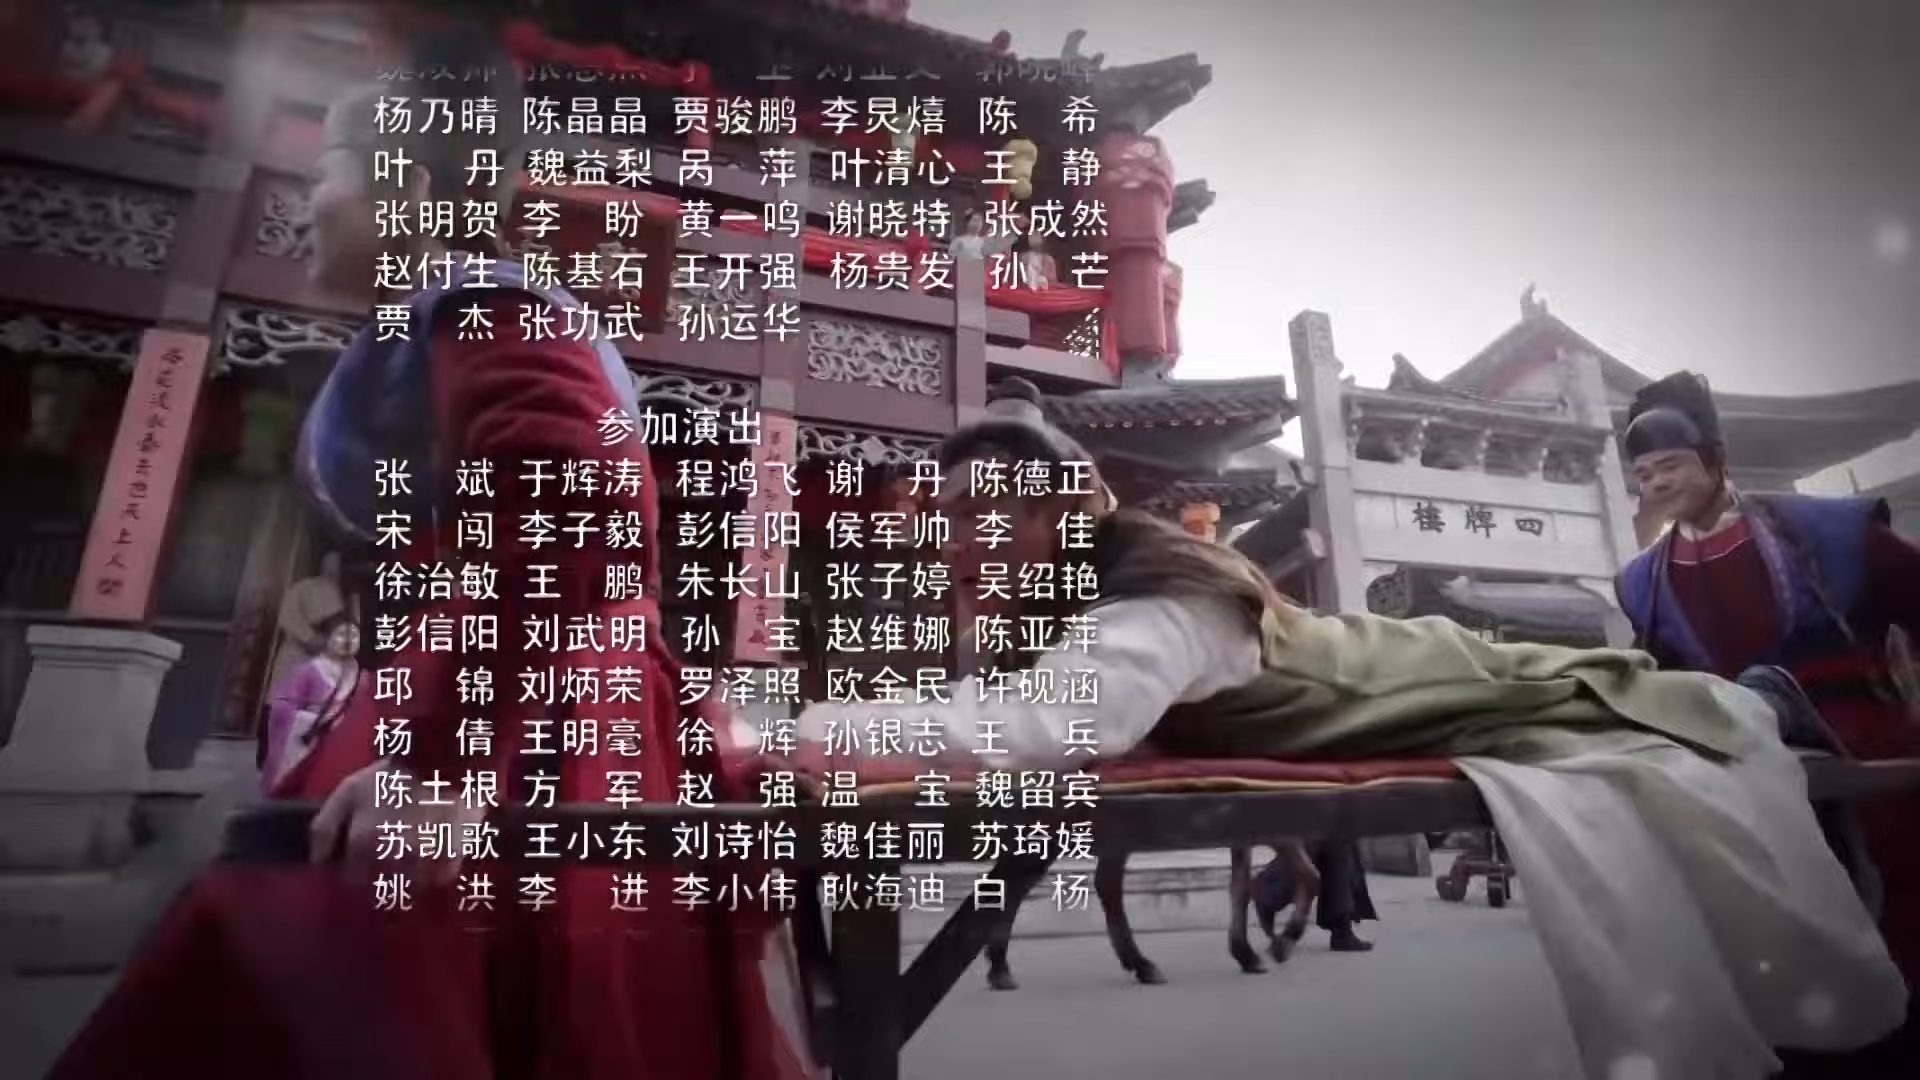 杨乃晴 陈晶晶 贾骏鹏 李炅熺 陈 希
叶 丹 魏益梨 呙 萍 叶清心 王 静
张明贺 李 盼 黄一鸣 谢晓特 张成然
赵付生 陈基石 王开强 杨贵发 孙 芒
贾 杰 张功武 孙运华
参加演出
张 斌 于辉涛 程鸿飞 谢 丹 陈德正
宋 闯 李子毅 彭信阳 侯军帅 李 佳
徐治敏 王 鹏 朱长山 张子婷 吴绍艳
彭信阳 刘武明 孙 宝 赵维娜 陈亚萍
邱 锦 刘炳荣 罗泽照 欧金民 许砚涵
杨 倩 王明毫 徐 辉 孙银志 王 兵
陈土根 方 军 赵 强 温 宝 魏留宾
苏凯歌 王小东 刘诗怡 魏佳丽 苏琦媛
姚 洪 李 进 李小伟 耿海迪 白 杨
楼牌四